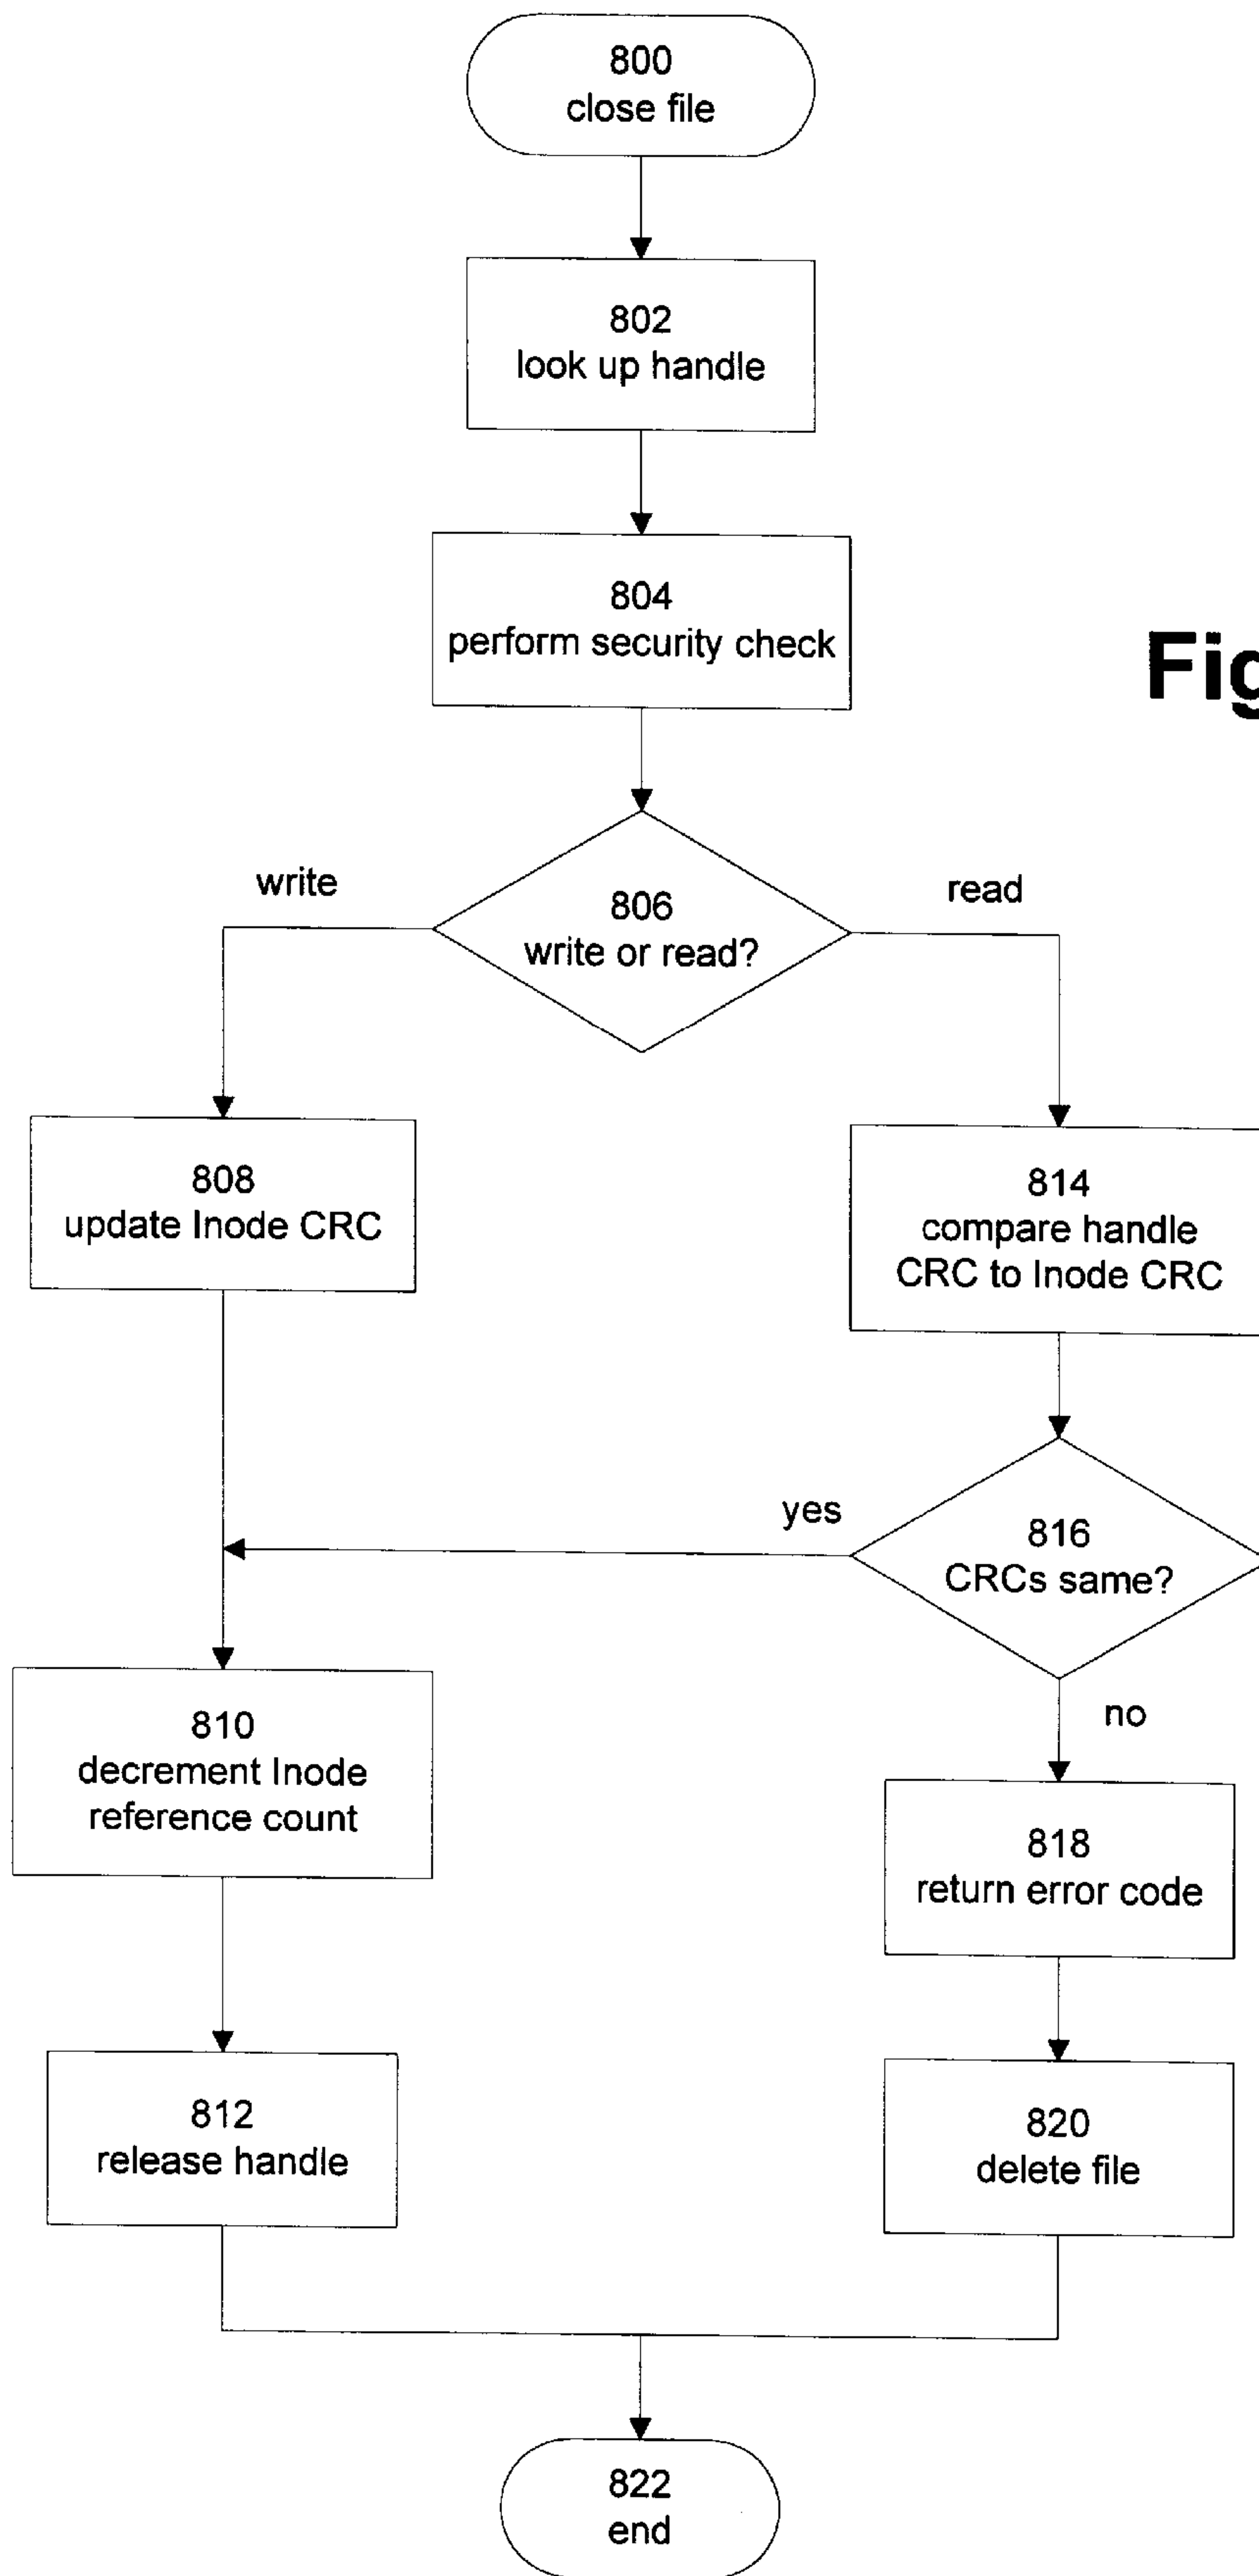 800
close file
802
look up handle
804
perform security check
Fig
write
806
write or read?
read
808
update Inode CRC
814
compare handle
CRC to Inode CRC
yes
816
CRCs same?
no
810
decrement Inode
reference count
818
return error code
812
release handle
820
delete file
822
end